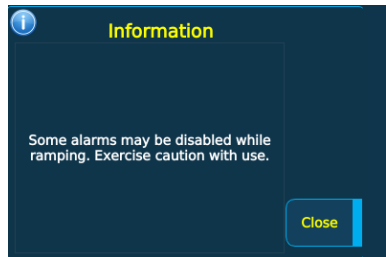 Information
Some alarms may be disabled while
ramping. Exercise caution with use.
Close